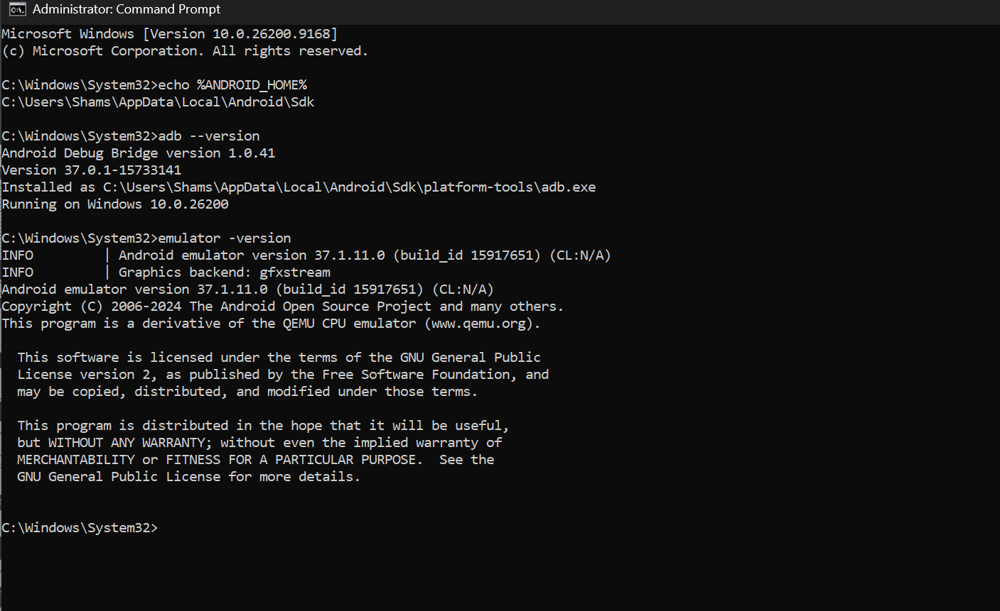 Administrator: Command Prompt
Microsoft Windows [Version 10.0.26200.9168]
(c) Microsoft Corporation. All rights reserved.
C:\Windows\System32>echo %ANDROID_HOME%
C:\Users\Shams\AppData\Local\Android\Sdk
C:\Windows\System32>adb --version
Android Debug Bridge version 1.0.41
Version 37.0.1-15733141
Installed as C:\Users\Shams\AppData\Local\Android\Sdk\platform-tools\adb.exe
Running on Windows 10.0.26200
C:\Windows\System32>emulator -version
INFO         | Android emulator version 37.1.11.0 (build_id 15917651) (CL:N/A)
INFO         | Graphics backend: gfxstream
Android emulator version 37.1.11.0 (build_id 15917651) (CL:N/A)
Copyright (C) 2006-2024 The Android Open Source Project and many others.
This program is a derivative of the QEMU CPU emulator (www.qemu.org).
  This software is licensed under the terms of the GNU General Public
  License version 2, as published by the Free Software Foundation, and
  may be copied, distributed, and modified under those terms.
  This program is distributed in the hope that it will be useful,
  but WITHOUT ANY WARRANTY; without even the implied warranty of
  MERCHANTABILITY or FITNESS FOR A PARTICULAR PURPOSE.  See the
  GNU General Public License for more details.
C:\Windows\System32>